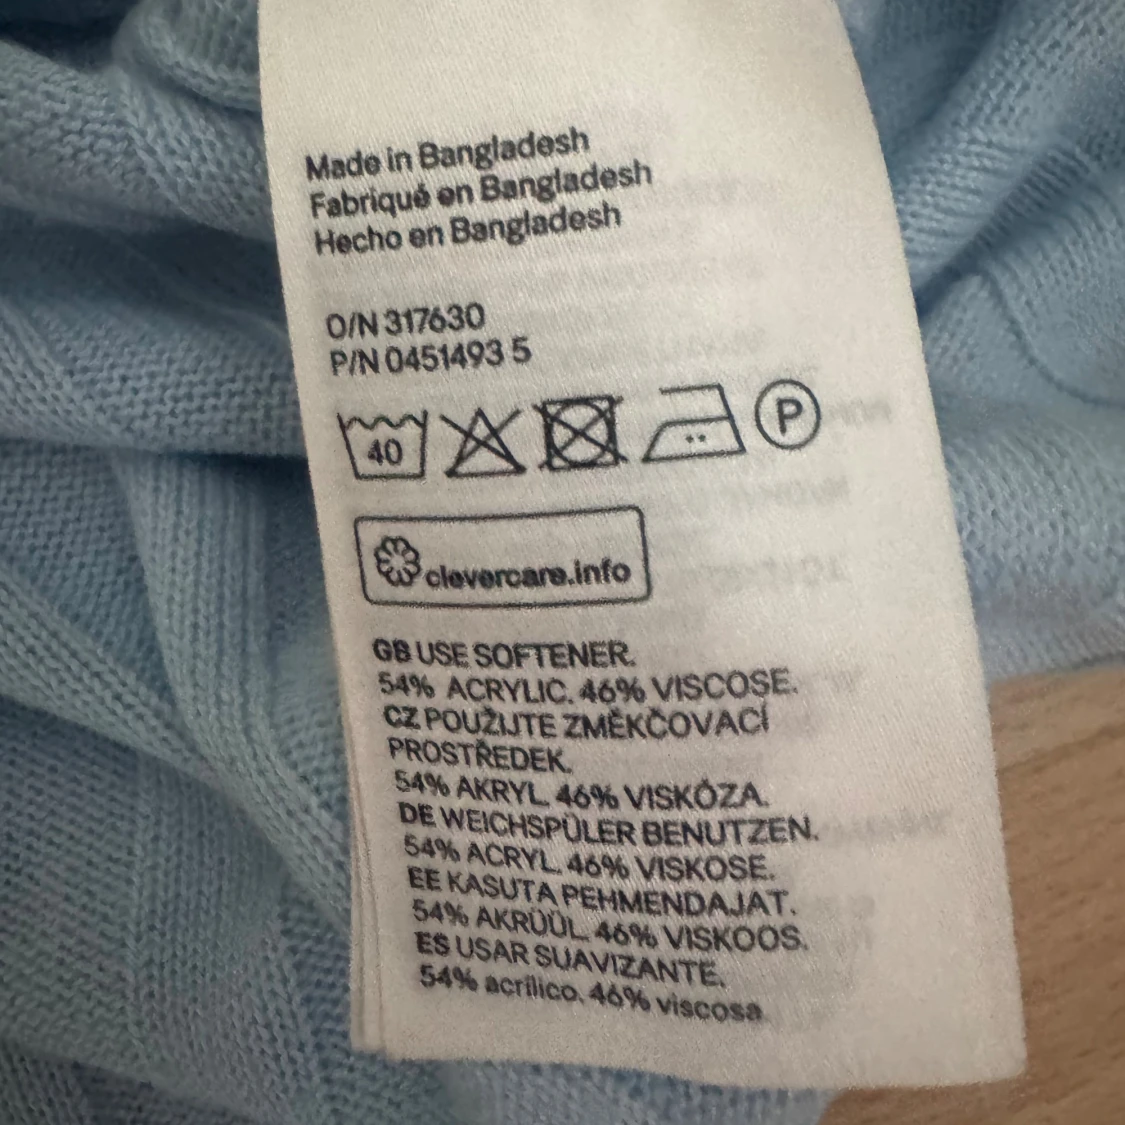 Made in Bangladesh
Fabriqué en Bangladesh
Hecho en Bangladesh
O/N 317630
P/N 0451493 5
40 P
clevercare.info
GB USE SOFTENER.
54% ACRYLIC. 46% VISCOSE.
CZ POUŽIJTE ZMĚKČOVACÍ
PROSTŘEDEK.
54% AKRYL. 46% VISKÓZA.
DE WEICHSPÜLER BENUTZEN.
54% ACRYL. 46% VISKOSE.
EE KASUTA PEHMENDAJAT.
54% AKRÜÜL. 46% VISKOOS.
ES USAR SUAVIZANTE.
54% acrílico. 46% viscosa